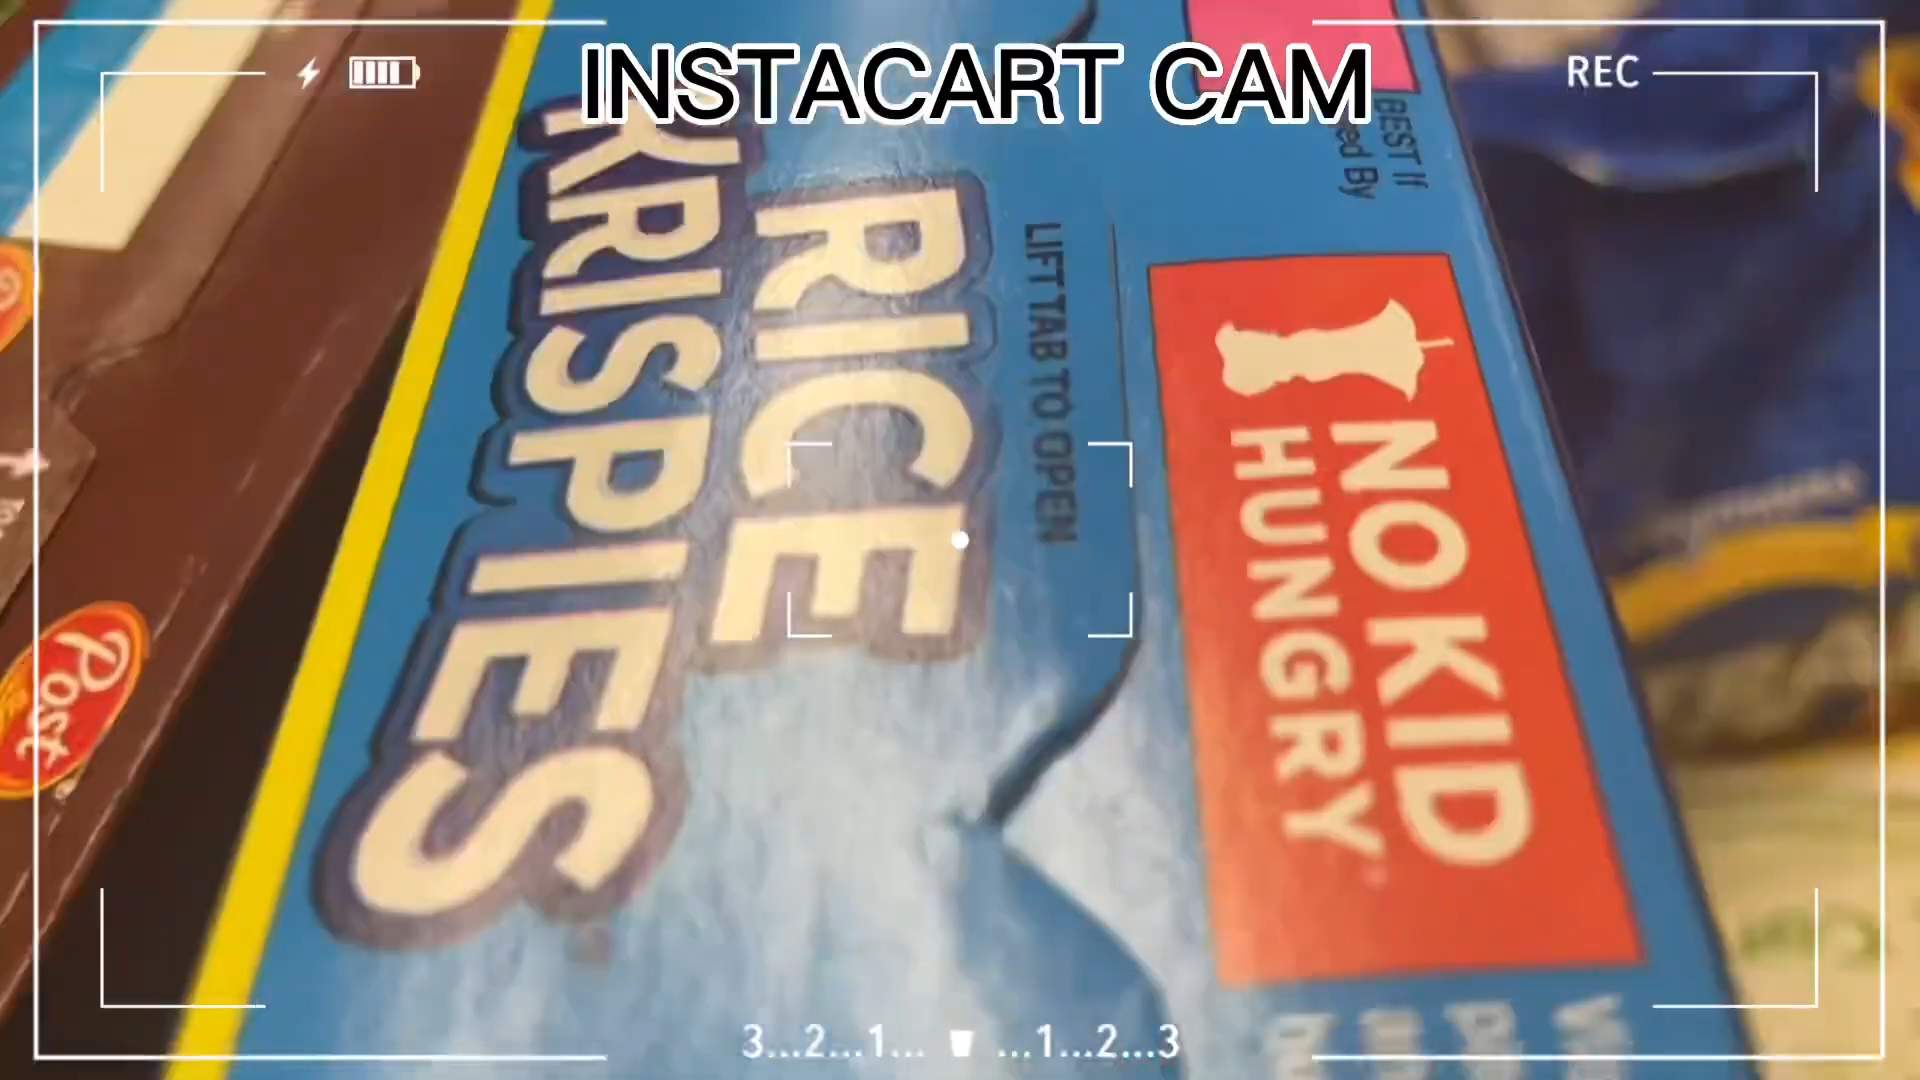 INSTACART CAM
REC
RICE
KRISPIES
LIFT TAB TO OPEN
BEST If
ed By
NO KID
HUNGRY
Post
3...2...1... ...1...2...3